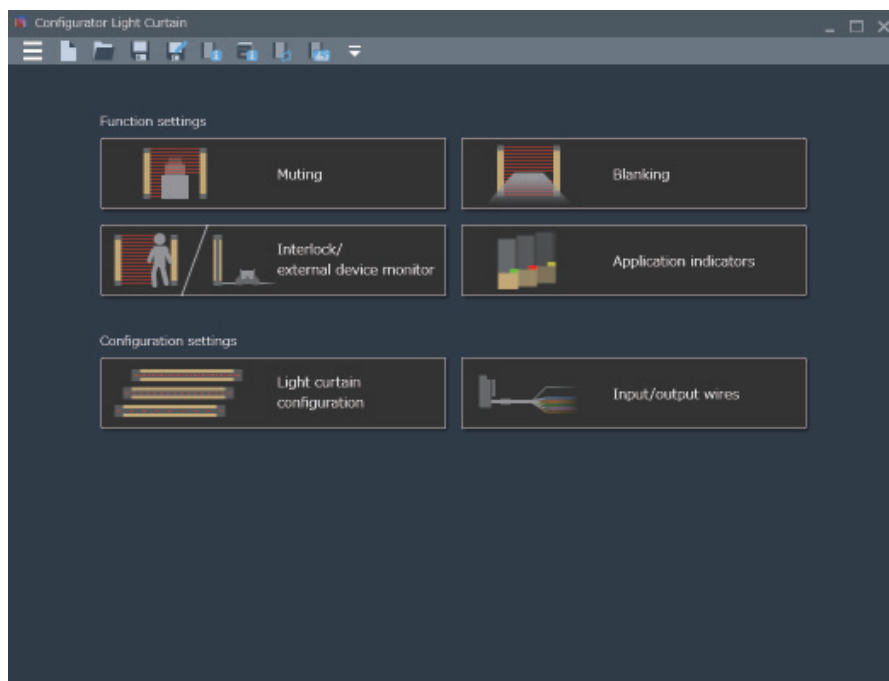 Configurator Light Curtain
Function settings
Muting
Blanking
Interlock/
external device monitor
Application indicators
Configuration settings
Light curtain
configuration
Input/output wires